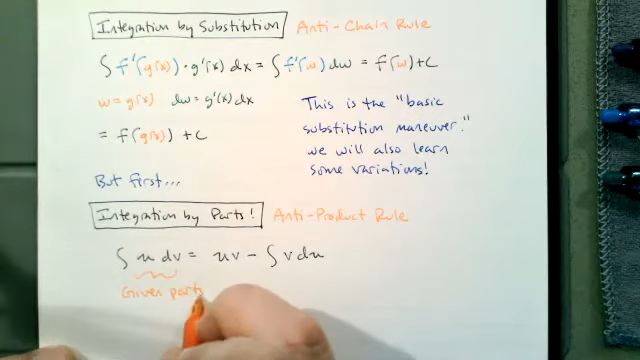 Integration by Substitution Anti-Chain Rule
∫ f'(g(x)) · g'(x) dx = ∫ f'(w) dw = f(w) + C
w = g(x) dw = g'(x) dx
= f(g(x)) + C
This is the "basic
substitution maneuver."
we will also learn
some variations!
But first...
Integration by Parts! Anti-Product Rule
∫ u dv = uv - ∫ v du
Given parts